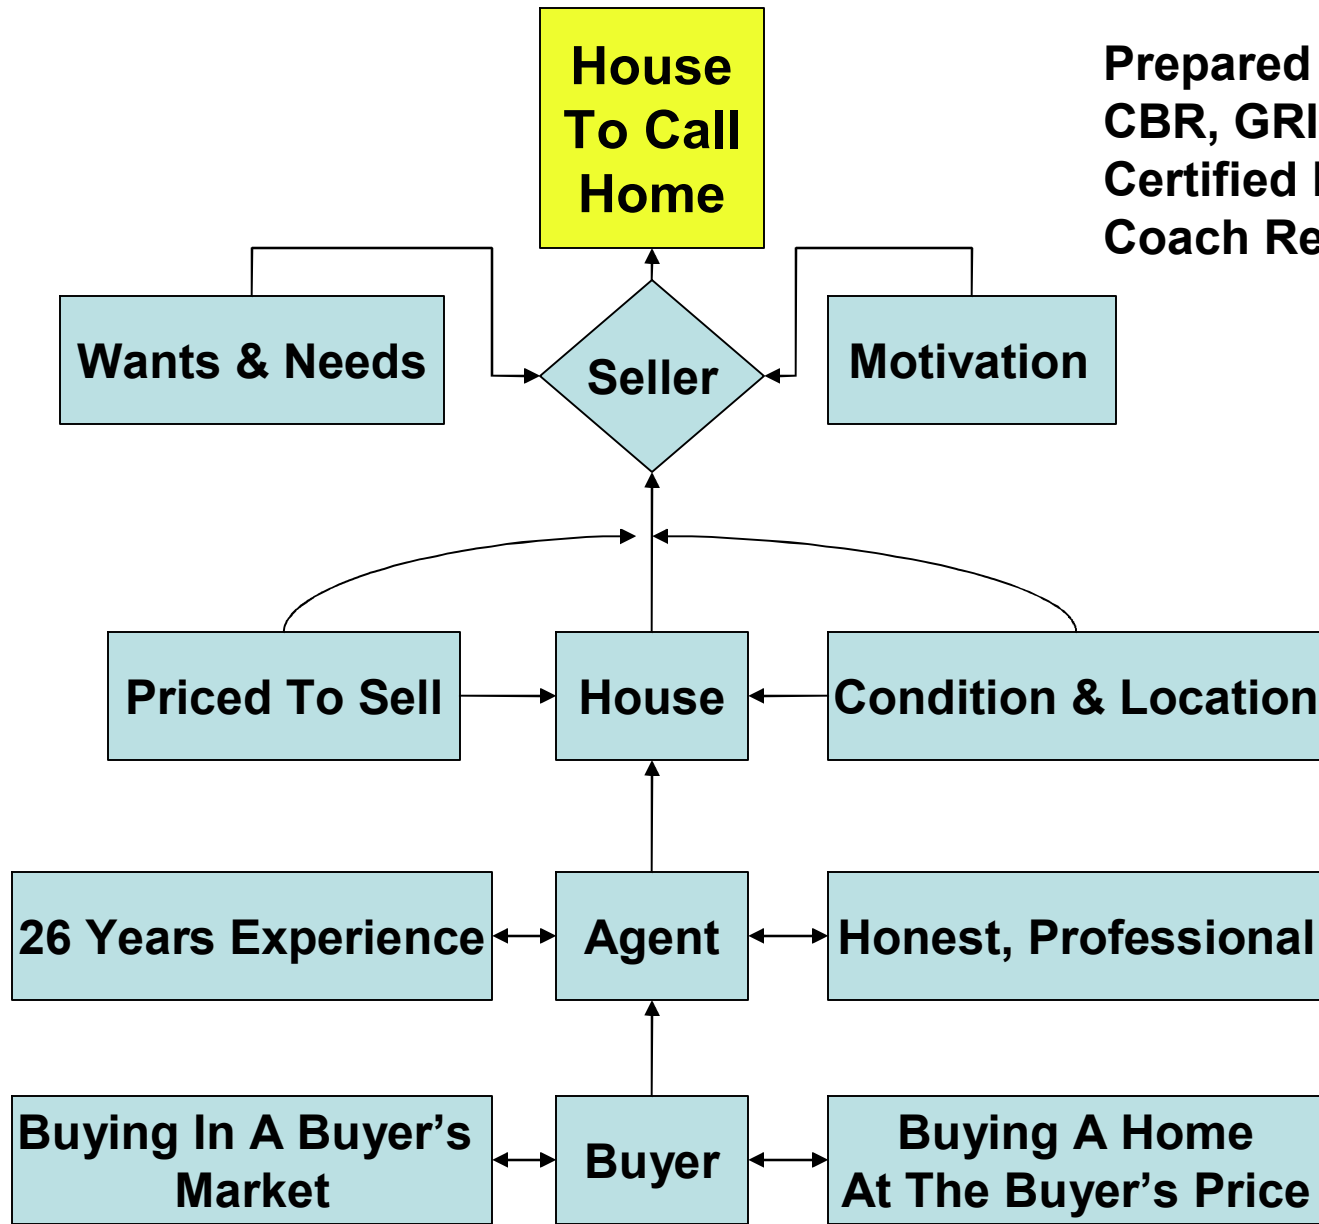 House
To Call
Home
Prepared
CBR, GRI
Certified
Coach
Wants & Needs
Seller
Motivation
Priced To Sell
House
Condition & Location
26 Years Experience
Agent
Honest, Professional
Buying In A Buyer’s
Market
Buyer
Buying A Home
At The Buyer’s Price